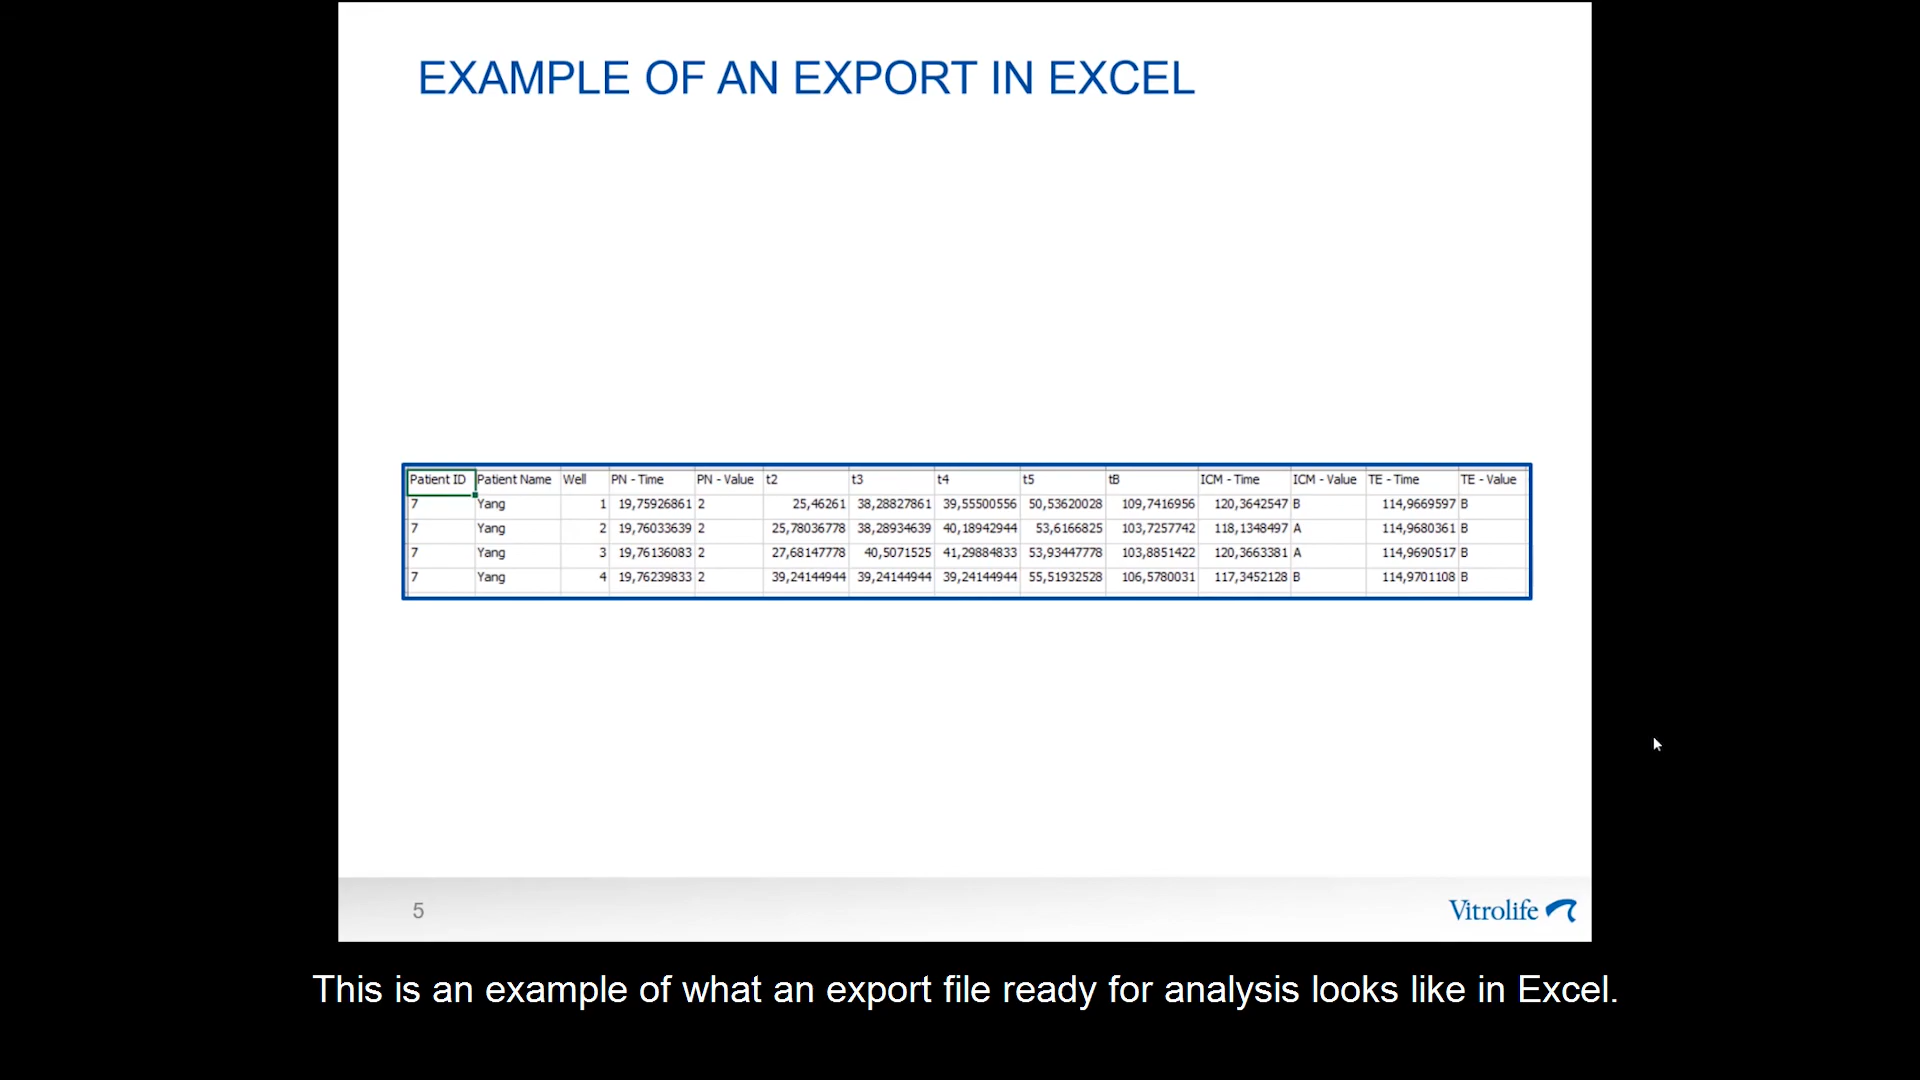 EXAMPLE OF AN EXPORT IN EXCEL
Patient ID Patient Name Well PN - Time PN - Value t2 t3 t4 t5 tB ICM - Time ICM - Value TE - Time TE - Value
7 Yang 1 19,75926861 2 25,46261 38,28827861 39,55500556 50,53620028 109,7416956 120,3642547 B 114,9669597 B
7 Yang 2 19,76033639 2 25,78036778 38,28934639 40,18942944 53,6166825 103,7257742 118,1348497 A 114,9680361 B
7 Yang 3 19,76136083 2 27,68147778 40,5071525 41,29884833 53,93447778 103,8851422 120,3663381 A 114,9690517 B
7 Yang 4 19,76239833 2 39,24144944 39,24144944 39,24144944 55,51932528 106,5780031 117,3452128 B 114,9701108 B
5
Vitrolife
This is an example of what an export file ready for analysis looks like in Excel.